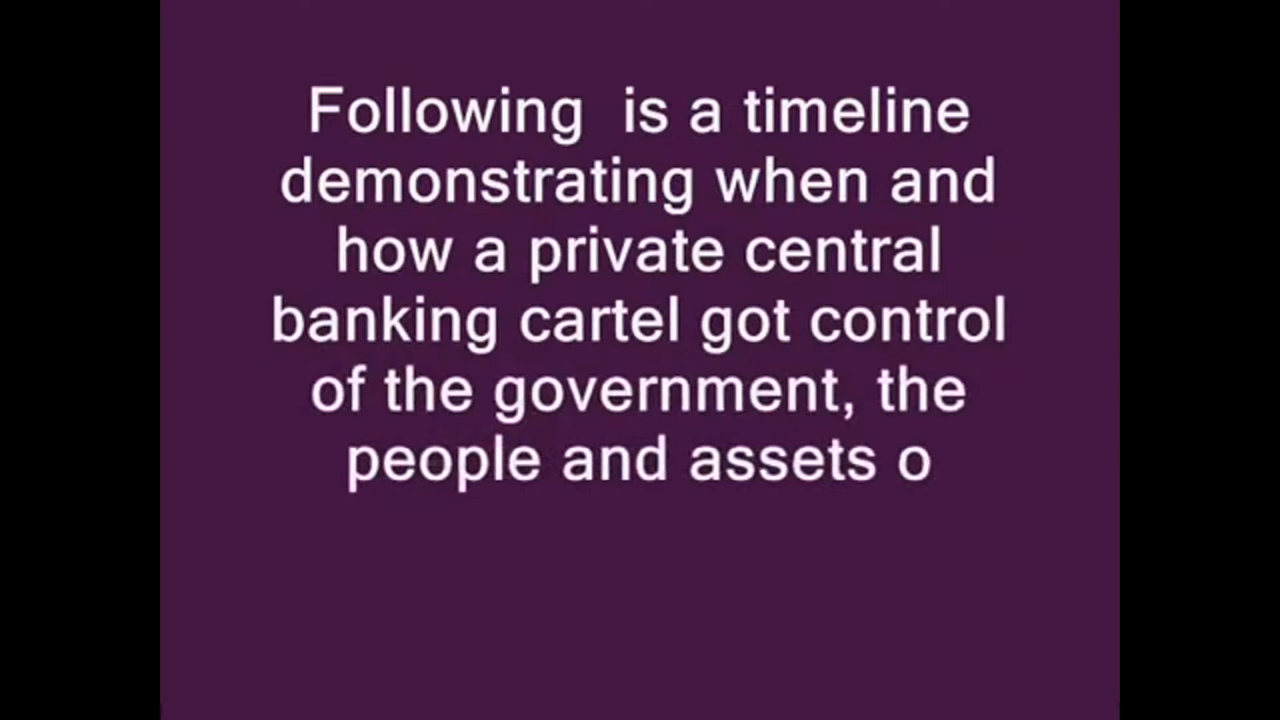 Following  is a timeline
demonstrating when and
how a private central
banking cartel got control
of the government, the
people and assets o